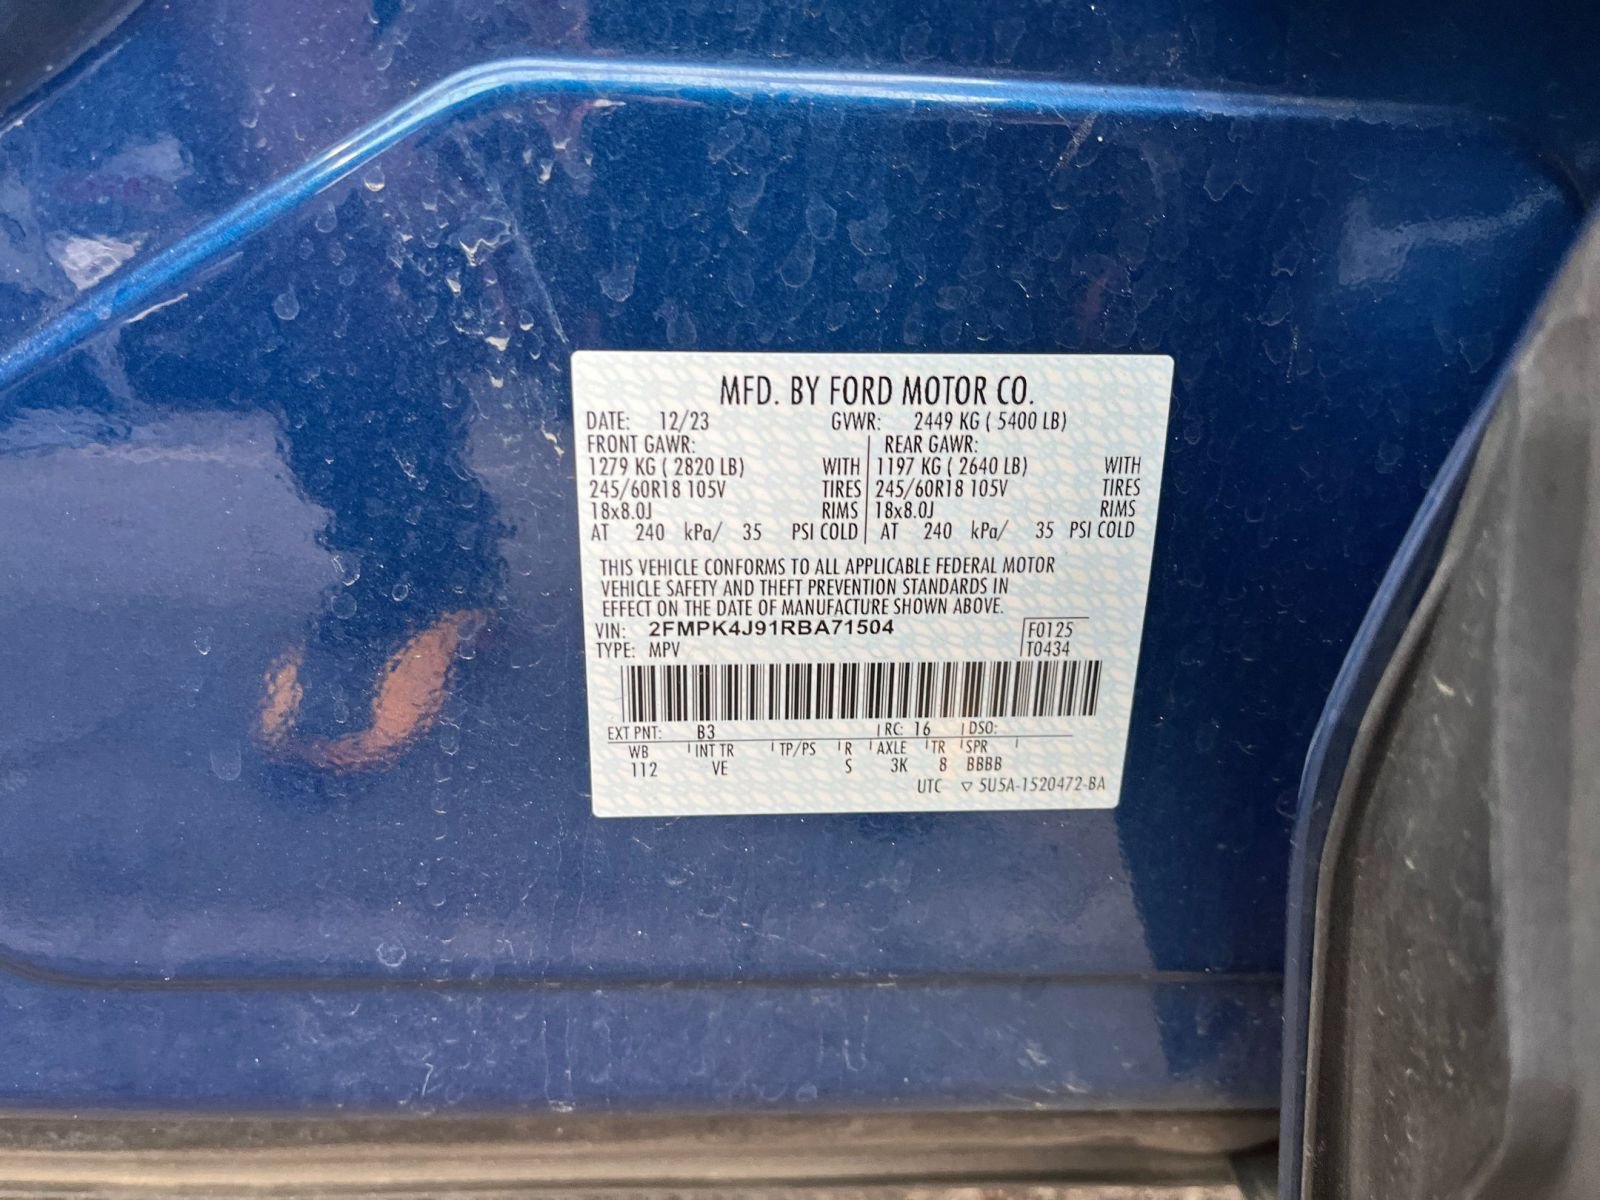 MFD. BY FORD MOTOR CO.
DATE: 12/23 GVWR: 2449 KG ( 5400 LB)
FRONT GAWR: REAR GAWR:
1279 KG ( 2820 LB) WITH 1197 KG ( 2640 LB) WITH
245/60R18 105V TIRES 245/60R18 105V TIRES
18x8.0J RIMS 18x8.0J RIMS
AT 240 kPa/ 35 PSI COLD AT 240 kPa/ 35 PSI COLD
THIS VEHICLE CONFORMS TO ALL APPLICABLE FEDERAL MOTOR
VEHICLE SAFETY AND THEFT PREVENTION STANDARDS IN
EFFECT ON THE DATE OF MANUFACTURE SHOWN ABOVE.
VIN: 2FMPK4J91RBA71504 F0125
TYPE: MPV T0434
EXT PNT: B3 RC: 16 DSO:
WB INT TR TP/PS R AXLE TR SPR
112 VE S 3K 8 BBBB
UTC ▽ 5U5A-1520472-BA